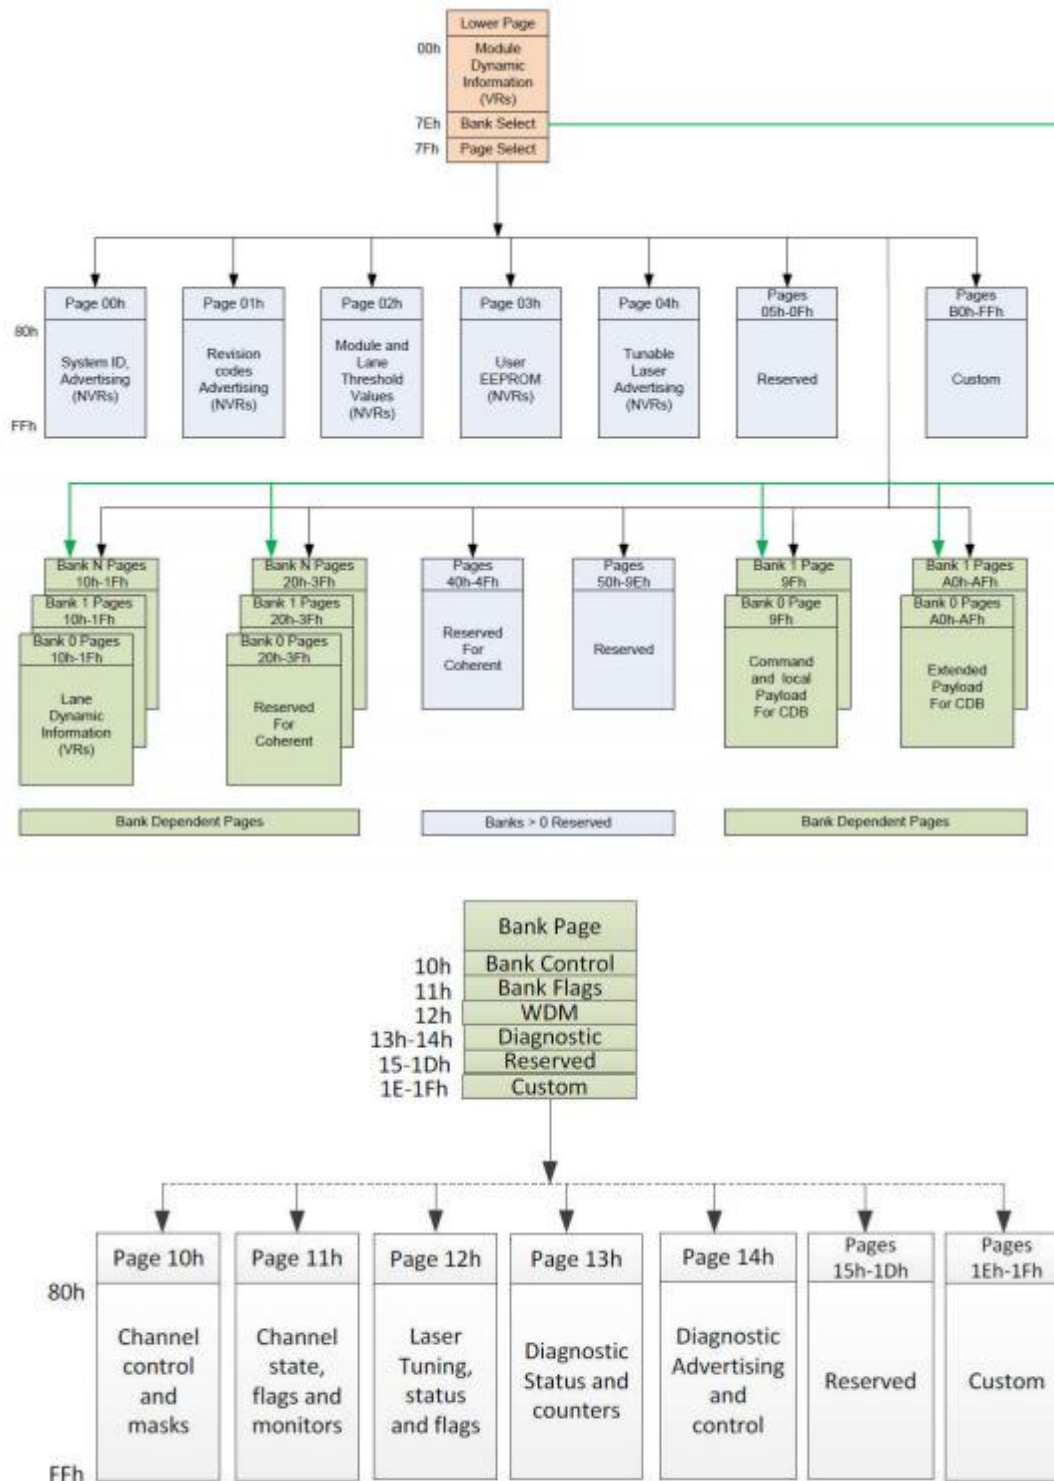 Lower Page
00h
Module
Dynamic
Information
(VRs)
7Eh
Bank Select
7Fh
Page Select
Page 00h
Page 01h
Page 02h
Page 03h
Page 04h
Pages
05h-0Fh
Pages
B0h-FFh
80h
System ID,
Advertising
(NVRs)
Revision
codes
Advertising
(NVRs)
Module and
Lane
Threshold
Values
(NVRs)
User
EEPROM
(NVRs)
Tunable
Laser
Advertising
(NVRs)
Reserved
Custom
FFh
Bank N Pages
10h-1Fh
Bank 1 Pages
10h-1Fh
Bank 0 Pages
10h-1Fh
Lane
Dynamic
Information
(VRs)
Bank N Pages
20h-3Fh
Bank 1 Pages
20h-3Fh
Bank 0 Pages
20h-3Fh
Reserved
For
Coherent
Pages
40h-4Fh
Reserved
For
Coherent
Pages
50h-9Eh
Reserved
Bank 1 Page
9Fh
Bank 0 Page
9Fh
Command
and local
Payload
For CDB
Bank 1 Pages
A0h-AFh
Bank 0 Pages
A0h-AFh
Extended
Payload
For CDB
Bank Dependent Pages
Banks > 0 Reserved
Bank Dependent Pages
Bank Page
10h
Bank Control
11h
Bank Flags
12h
WDM
13h-14h
Diagnostic
15-1Dh
Reserved
1E-1Fh
Custom
Page 10h
Page 11h
Page 12h
Page 13h
Page 14h
Pages
15h-1Dh
Pages
1Eh-1Fh
80h
Channel
control
and
masks
Channel
state,
flags and
monitors
Laser
Tuning,
status
and flags
Diagnostic
Status and
counters
Diagnostic
Advertising
and
control
Reserved
Custom
FFh